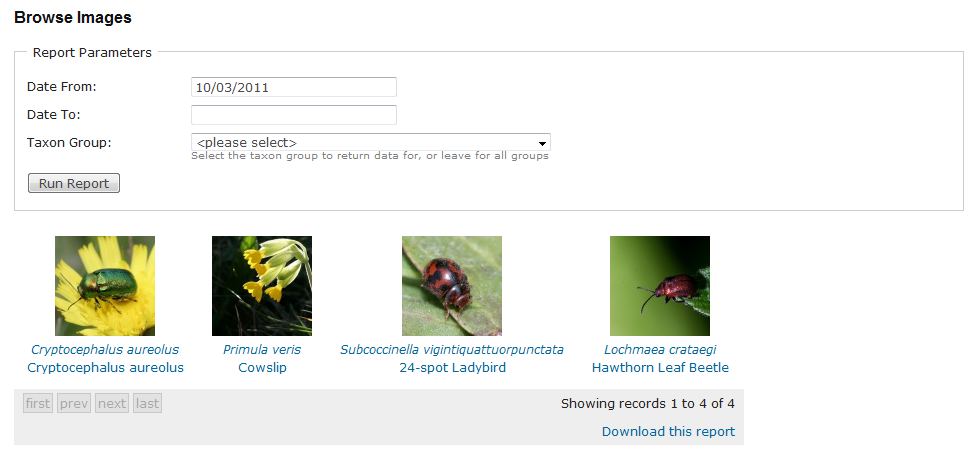 Browse Images
Report Parameters
Date From: 10/03/2011
Date To:
Taxon Group: <please select>
Select the taxon group to return data for, or leave for all groups
Run Report
Cryptocephalus aureolus Primula veris Subcoccinella vigintiquattuorpunctata Lochmaea crataegi
Cryptocephalus aureolus Cowslip 24-spot Ladybird Hawthorn Leaf Beetle
first prev next last Showing records 1 to 4 of 4
Download this report